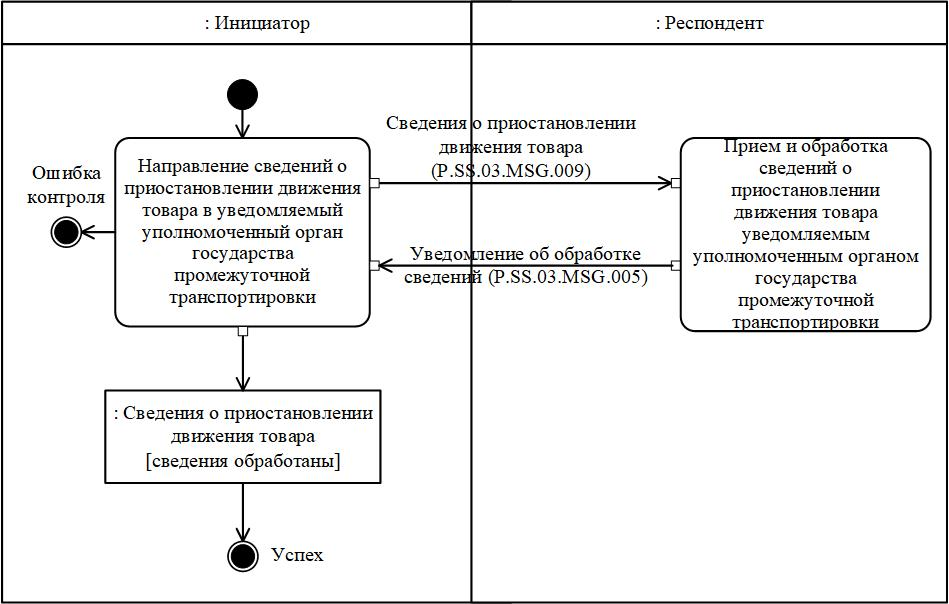 : Инициатор
: Респондент
Сведения о приостановлении
движения товара
(P.SS.03.MSG.009)
Ошибка
контроля
Направление сведений о
приостановлении движения
товара в уведомляемый
уполномоченный орган
государства
промежуточной
транспортировки
Прием и обработка
сведений о
приостановлении
движения товара
уведомляемым
уполномоченным органом
государства
промежуточной
транспортировки
Уведомление об обработке
сведений (P.SS.03.MSG.005)
: Сведения о приостановлении
движения товара
[сведения обработаны]
Успех